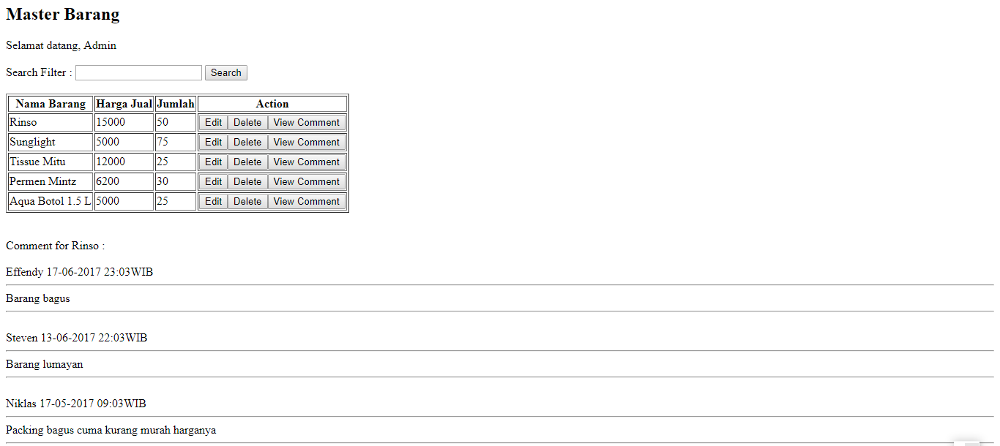 Master Barang
Selamat datang, Admin
Search Filter : Search
Nama Barang Harga Jual Jumlah Action
Rinso 15000 50 Edit Delete View Comment
Sunglight 5000 75 Edit Delete View Comment
Tissue Mitu 12000 25 Edit Delete View Comment
Permen Mintz 6200 30 Edit Delete View Comment
Aqua Botol 1.5 L 5000 25 Edit Delete View Comment
Comment for Rinso :
Effendy 17-06-2017 23:03WIB
Barang bagus
Steven 13-06-2017 22:03WIB
Barang lumayan
Niklas 17-05-2017 09:03WIB
Packing bagus cuma kurang murah harganya